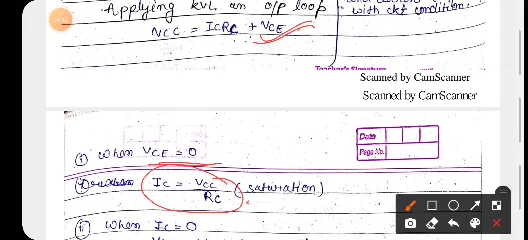 Applying KVL an o/p loop
with ckt condition.
VCC = ICRC + VCE
Teacher's Signature
Scanned by CamScanner
Scanned by CamScanner
Date
Page No.
(i) When VCE = 0
IC = VCC / RC (saturation)
(ii) When IC = 0